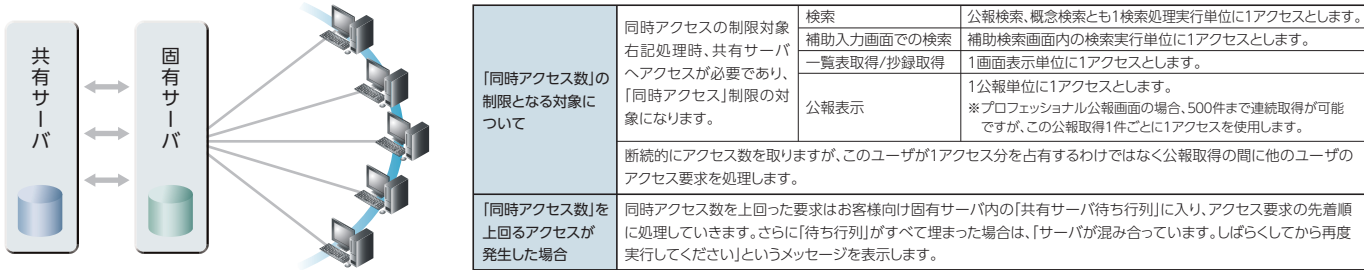 共有サーバ
固有サーバ
「同時アクセス数」の
制限となる対象に
ついて
同時アクセスの制限対象
右記処理時、共有サーバ
へアクセスが必要であり、
「同時アクセス」制限の対
象になります。
検索
公報検索、概念検索とも1検索処理実行単位に1アクセスとします。
補助入力画面での検索
補助検索画面内の検索実行単位に1アクセスとします。
一覧表取得/抄録取得
1画面表示単位に1アクセスとします。
公報表示
1公報単位に1アクセスとします。
※プロフェッショナル公報画面の場合、500件まで連続取得が可能
ですが、この公報取得1件ごとに1アクセスを使用します。
断続的にアクセス数を取りますが、このユーザが1アクセス分を占有するわけではなく公報取得の間に他のユーザの
アクセス要求を処理します。
「同時アクセス数」を
上回るアクセスが
発生した場合
同時アクセス数を上回った要求はお客様向け固有サーバ内の「共有サーバ待ち行列」に入り、アクセス要求の先着順
に処理していきます。さらに「待ち行列」がすべて埋まった場合は、「サーバが混み合っています。しばらくしてから再度
実行してください」というメッセージを表示します。